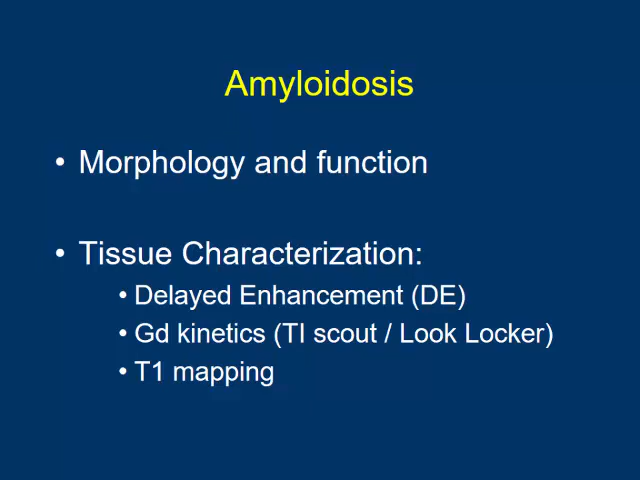 Amyloidosis
• Morphology and function
• Tissue Characterization:
• Delayed Enhancement (DE)
• Gd kinetics (TI scout / Look Locker)
• T1 mapping